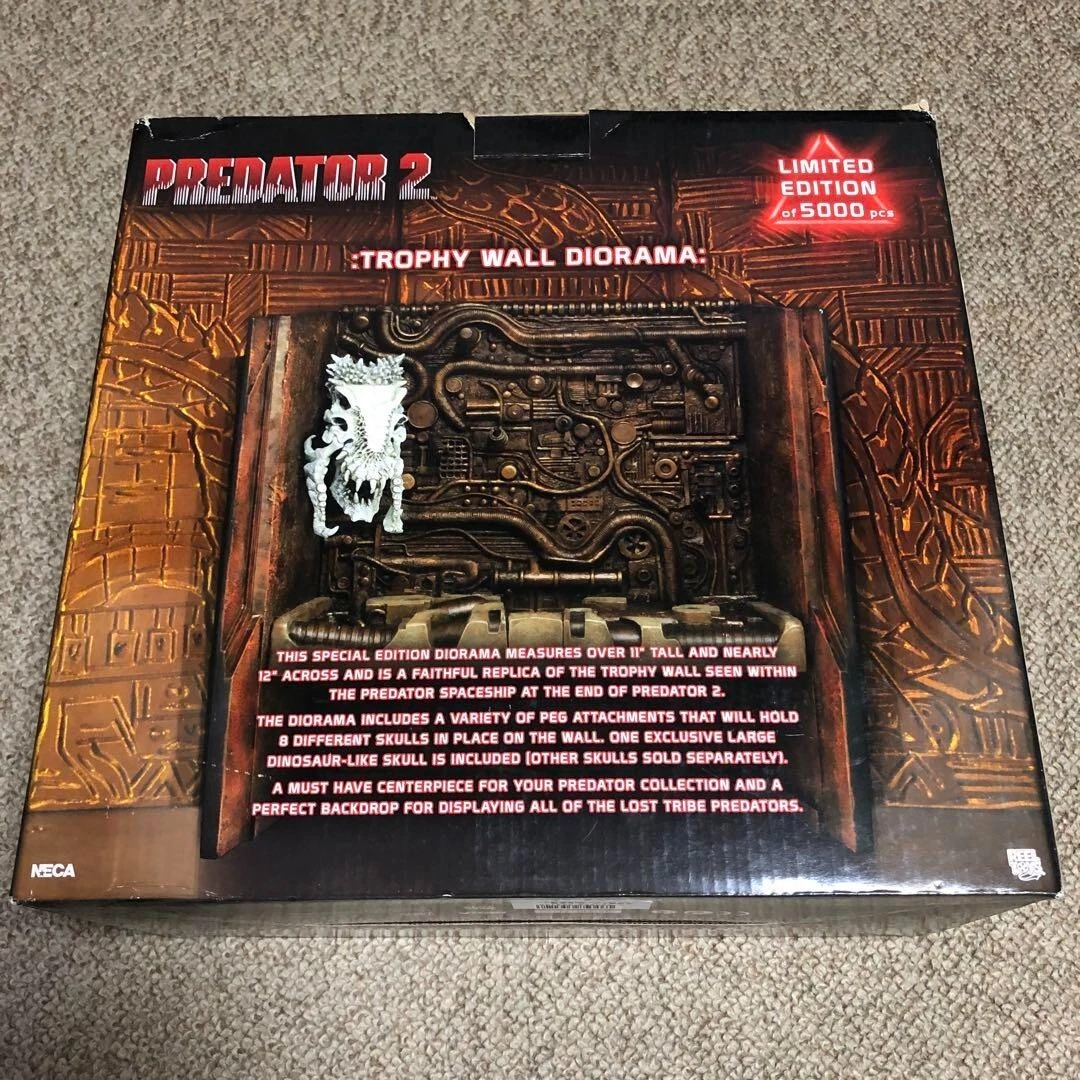 PREDATOR 2
LIMITED
EDITION
of 5000 pcs
:TROPHY WALL DIORAMA:
THIS SPECIAL EDITION DIORAMA MEASURES OVER 11" TALL AND NEARLY
12" ACROSS AND IS A FAITHFUL REPLICA OF THE TROPHY WALL SEEN WITHIN
THE PREDATOR SPACESHIP AT THE END OF PREDATOR 2.
THE DIORAMA INCLUDES A VARIETY OF PEG ATTACHMENTS THAT WILL HOLD
8 DIFFERENT SKULLS IN PLACE ON THE WALL. ONE EXCLUSIVE LARGE
DINOSAUR-LIKE SKULL IS INCLUDED (OTHER SKULLS SOLD SEPARATELY).
A MUST HAVE CENTERPIECE FOR YOUR PREDATOR COLLECTION AND A
PERFECT BACKDROP FOR DISPLAYING ALL OF THE LOST TRIBE PREDATORS.
NECA
REEL TOYS